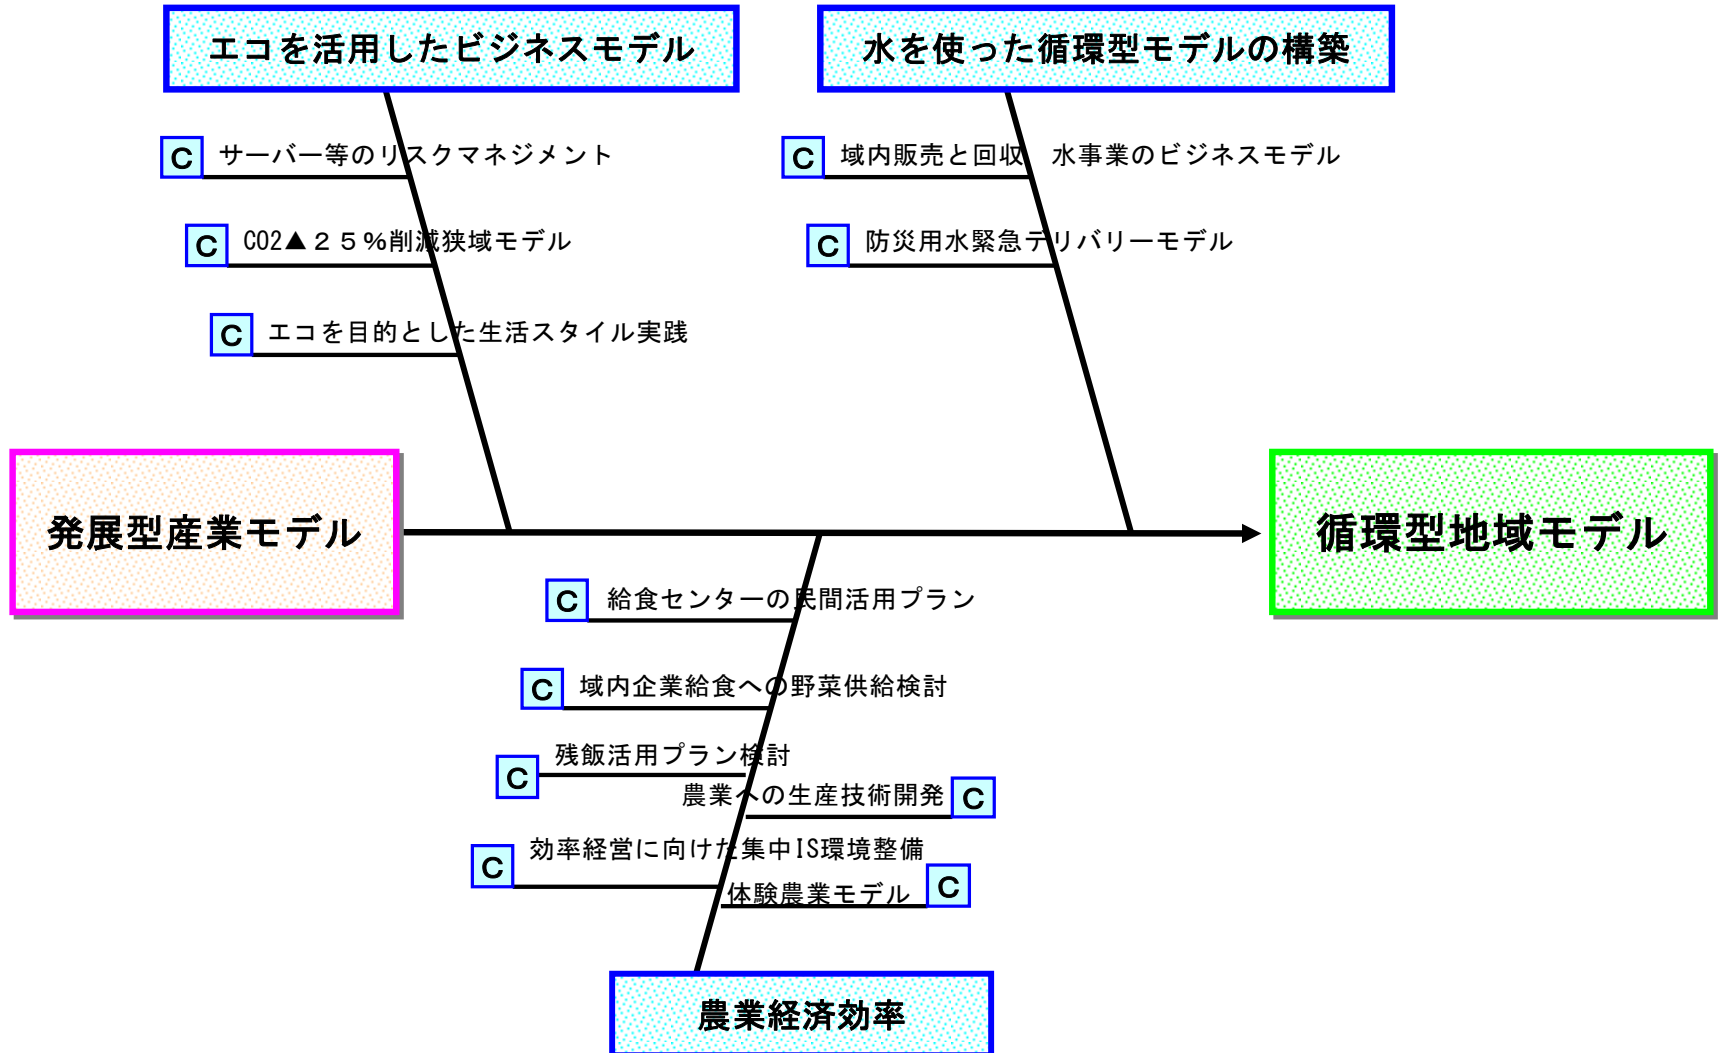 エコを活用したビジネスモデル
水を使った循環型モデルの構築
C サーバー等のリスクマネジメント
C 域内販売と回収　水事業のビジネスモデル
C CO2▲２５%削減狭域モデル
C 防災用水緊急デリバリーモデル
C エコを目的とした生活スタイル実践
発展型産業モデル
循環型地域モデル
C 給食センターの民間活用プラン
C 域内企業給食への野菜供給検討
C 残飯活用プラン検討
農業への生産技術開発 C
C 効率経営に向けた集中IS環境整備
体験農業モデル C
農業経済効率